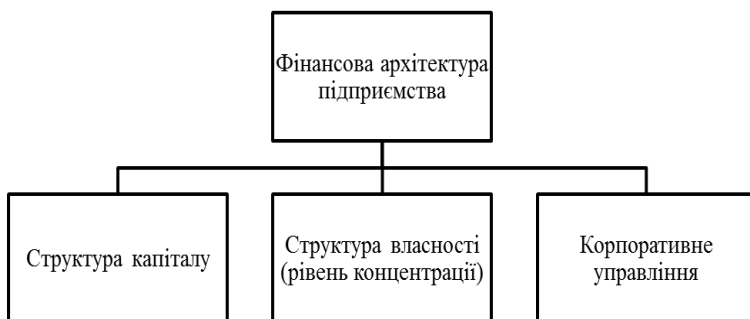 Фінансова архітектура
підприємства
Структура капіталу
Структура власності
(рівень концентрації)
Корпоративне
управління